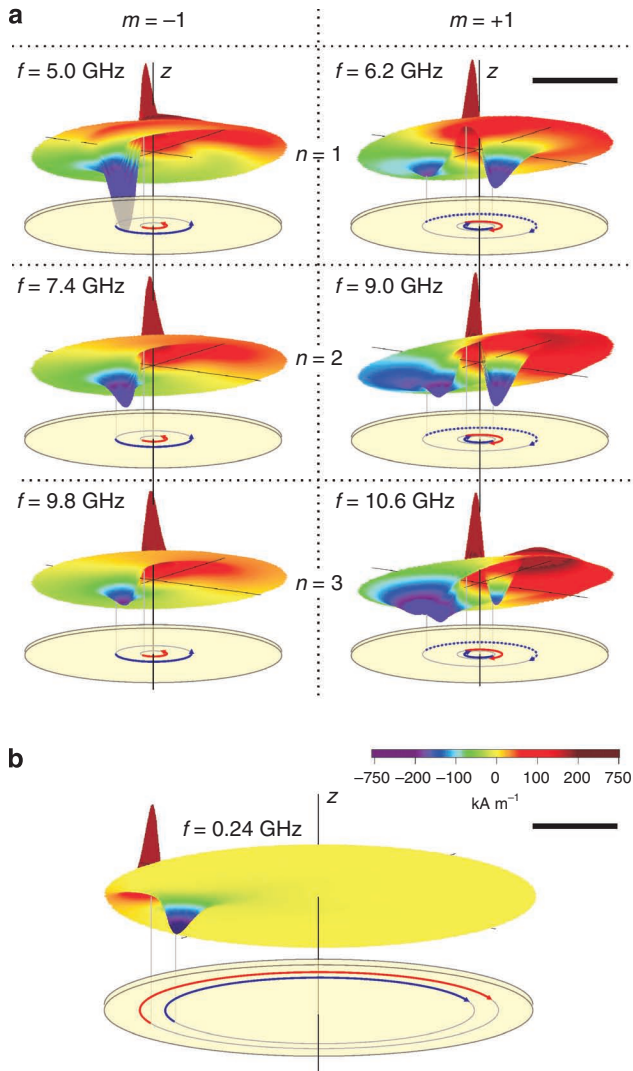 a
m = –1
m = +1
f = 5.0 GHz
z
f = 6.2 GHz
z
n = 1
f = 7.4 GHz
f = 9.0 GHz
n = 2
f = 9.8 GHz
f = 10.6 GHz
n = 3
b
–750 –200 –100 0 100 200 750
kA m⁻¹
z
f = 0.24 GHz